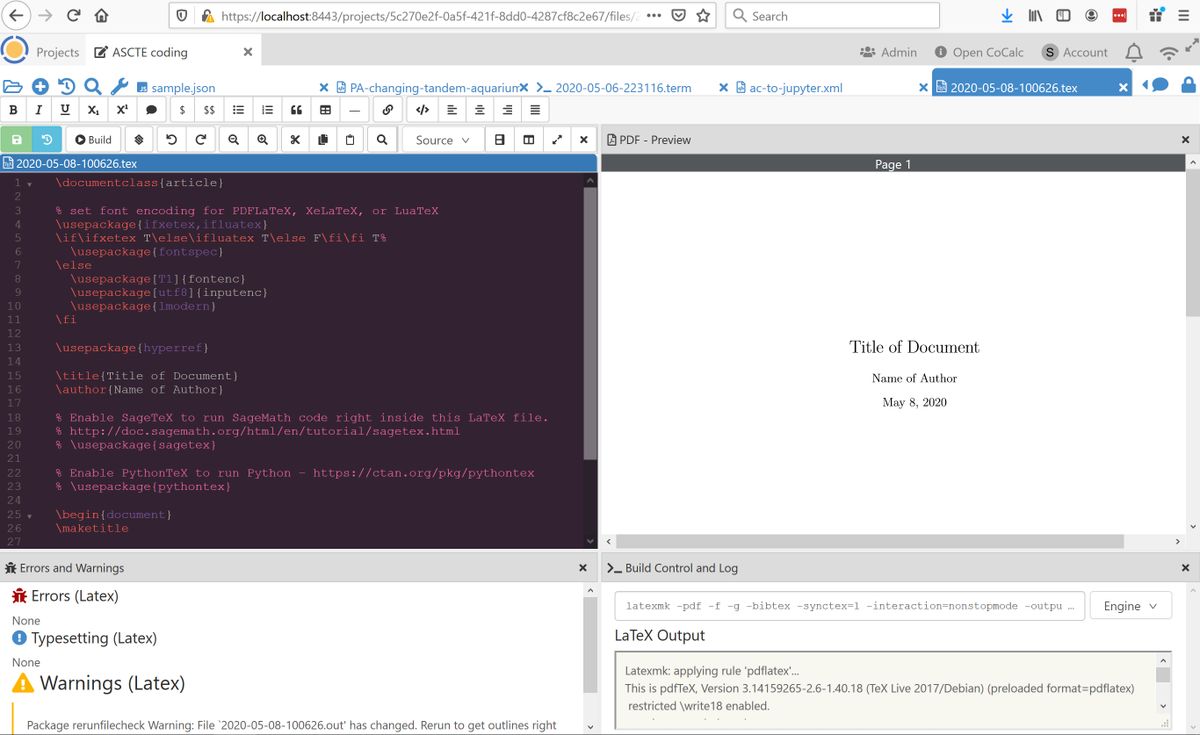 https://localhost:8443/projects/5c270e2f-0a5f-421f-8dd0-4287cf8c2e67/files/
Search
Projects
ASCTE coding
Admin
Open CoCalc
S Account
sample.json
PA-changing-tandem-aquarium
2020-05-06-223116.term
ac-to-jupyter.xml
2020-05-08-100626.tex
B I U X₁ X¹ $ $$
Build
Source
PDF - Preview
2020-05-08-100626.tex
Page 1
1 \documentclass{article}
2
3 % set font encoding for PDFLaTeX, XeLaTeX, or LuaTeX
4 \usepackage{ifxetex,ifluatex}
5 \if\ifxetex T\else\ifluatex T\else F\fi\fi T%
6 \usepackage{fontspec}
7 \else
8 \usepackage[T1]{fontenc}
9 \usepackage[utf8]{inputenc}
10 \usepackage{lmodern}
11 \fi
12
13 \usepackage{hyperref}
14
15 \title{Title of Document}
16 \author{Name of Author}
17
18 % Enable SageTeX to run SageMath code right inside this LaTeX file.
19 % http://doc.sagemath.org/html/en/tutorial/sagetex.html
20 % \usepackage{sagetex}
21
22 % Enable PythonTeX to run Python – https://ctan.org/pkg/pythontex
23 % \usepackage{pythontex}
24
25 \begin{document}
26 \maketitle
27
Title of Document
Name of Author
May 8, 2020
Errors and Warnings
Errors (Latex)
None
Typesetting (Latex)
None
Warnings (Latex)
Package rerunfilecheck Warning: File `2020-05-08-100626.out' has changed. Rerun to get outlines right
Build Control and Log
latexmk -pdf -f -g -bibtex -synctex=1 -interaction=nonstopmode -outpu ...
Engine
LaTeX Output
Latexmk: applying rule 'pdflatex'...
This is pdfTeX, Version 3.14159265-2.6-1.40.18 (TeX Live 2017/Debian) (preloaded format=pdflatex)
restricted \write18 enabled.